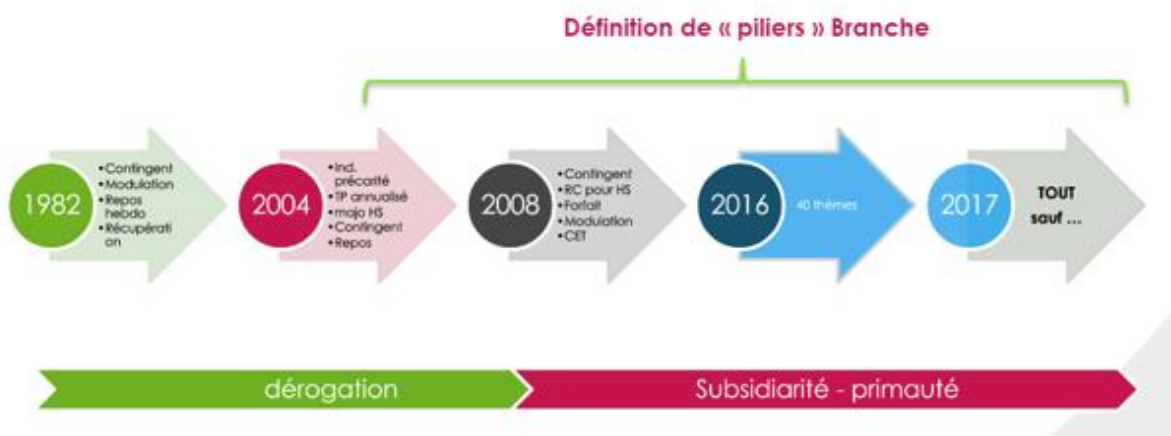 Définition de « piliers » Branche
1982
•Contingent
•Modulation
•Repos
hebdo
•Récupérati
on
2004
•Ind.
précarité
•TP annualisé
•majo HS
•Contingent
•Repos
2008
•Contingent
•RC pour HS
•Forfait
•Modulation
•CET
2016
40 thèmes
2017
TOUT
sauf ...
dérogation
Subsidiarité - primauté